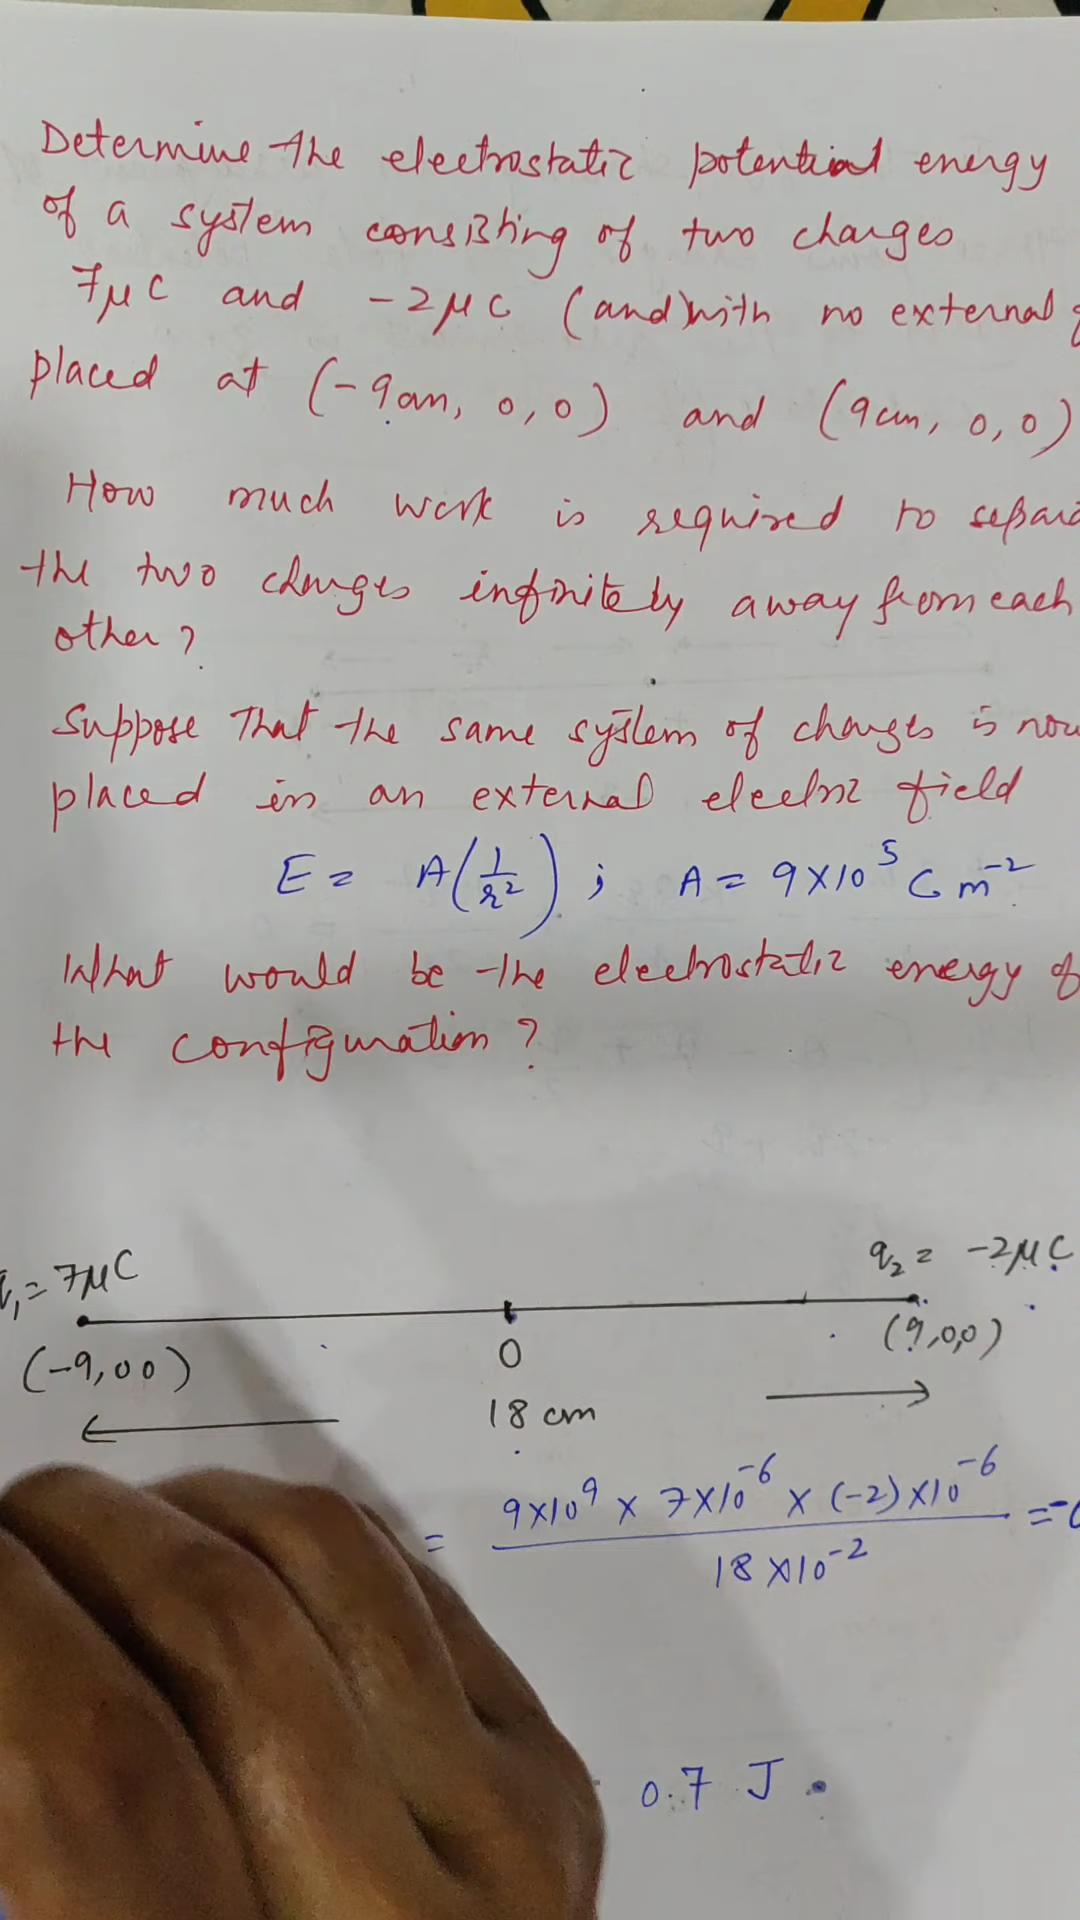 Determine the electrostatic potential energy
of a system consisting of two charges
7μC and -2μC (and) with no external
placed at (-9cm, 0,0) and (9cm, 0,0)
How much work is required to separa
the two charges infinitely away from each
other?
Suppose That the same system of charges is now
placed in an external electric field
E = A(1/r²) ; A = 9×10⁵ C m⁻²
What would be the electrostatic energy of
the configuration?
q₁ = 7μC
q₂ = -2μC
(-9,00)
0
(9,0,0)
18 cm
= 9×10⁹ × 7×10⁻⁶ × (-2)×10⁻⁶ / 18×10⁻² = -0
0.7 J.